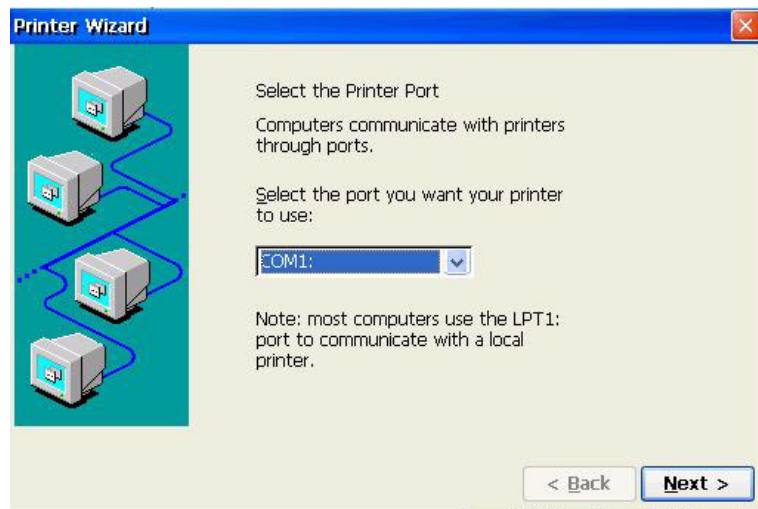 Printer Wizard
Select the Printer Port
Computers communicate with printers
through ports.
Select the port you want your printer
to use:
COM1:
Note: most computers use the LPT1:
port to communicate with a local
printer.
< Back
Next >